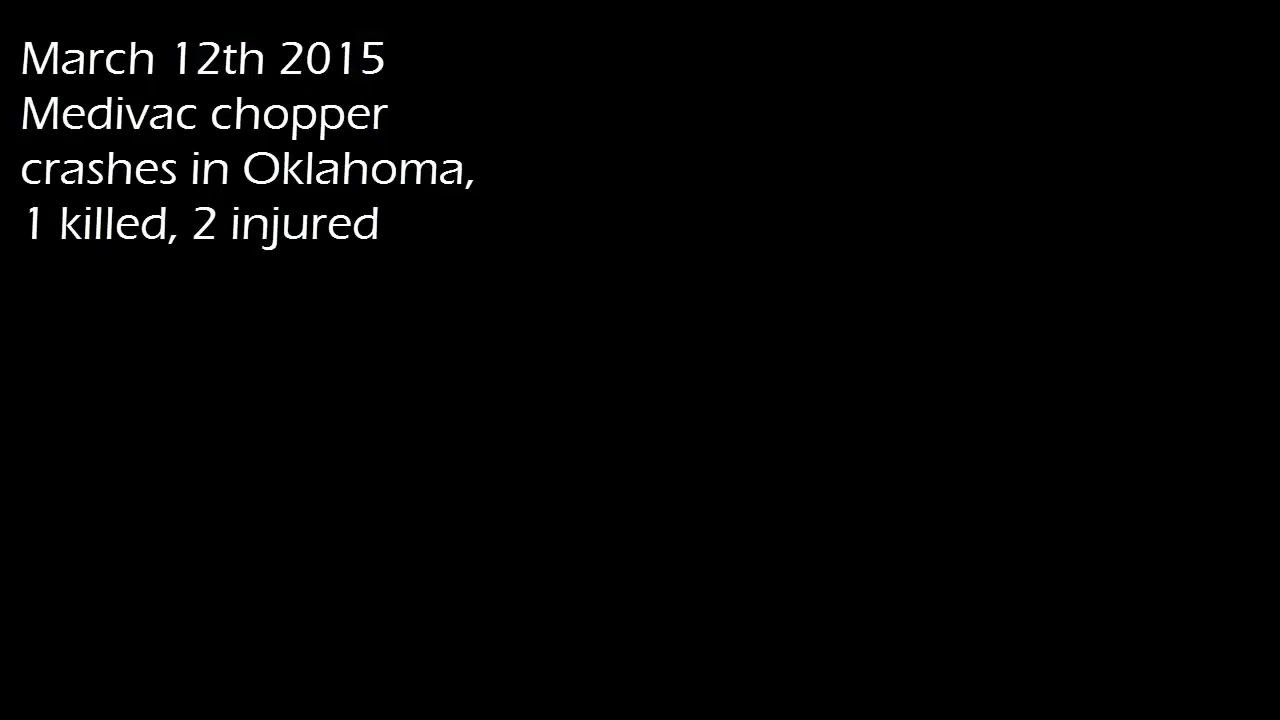 March 12th 2015
Medivac chopper
crashes in Oklahoma,
1 killed, 2 injured